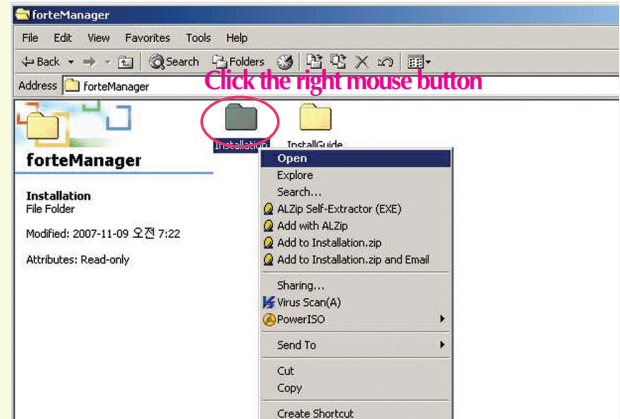 forteManager
File Edit View Favorites Tools Help
Back Search Folders
Address forteManager
Click the right mouse button
Installation InstallGuide
forteManager
Installation
File Folder
Modified: 2007-11-09 오전 7:22
Attributes: Read-only
Open
Explore
Search...
ALZip Self-Extractor (EXE)
Add with ALZip
Add to Installation.zip
Add to Installation.zip and Email
Sharing...
Virus Scan(A)
PowerISO
Send To
Cut
Copy
Create Shortcut